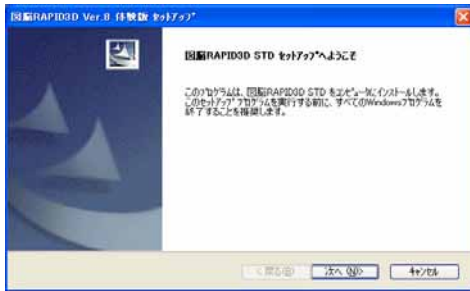 図脳RAPID3D Ver.8 体験版 セットアップ
図脳RAPID3D STD セットアップへようこそ
このプログラムは、図脳RAPID3D STD をコンピュータにインストールします。
このセットアップ プログラムを実行する前に、すべてのWindowsプログラムを
終了することを推奨します。
< 戻る(B)
次へ (N)>
キャンセル